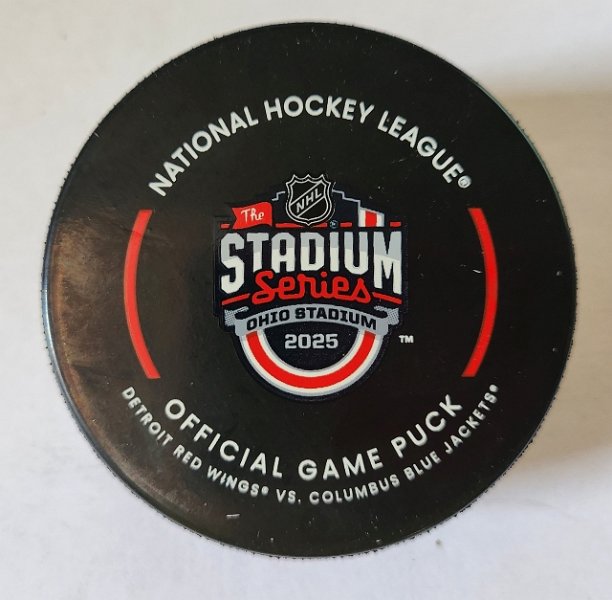 NATIONAL HOCKEY LEAGUE®
NHL
The
STADIUM
Series
OHIO STADIUM
2025
™
OFFICIAL GAME PUCK
DETROIT RED WINGS® VS. COLUMBUS BLUE JACKETS®